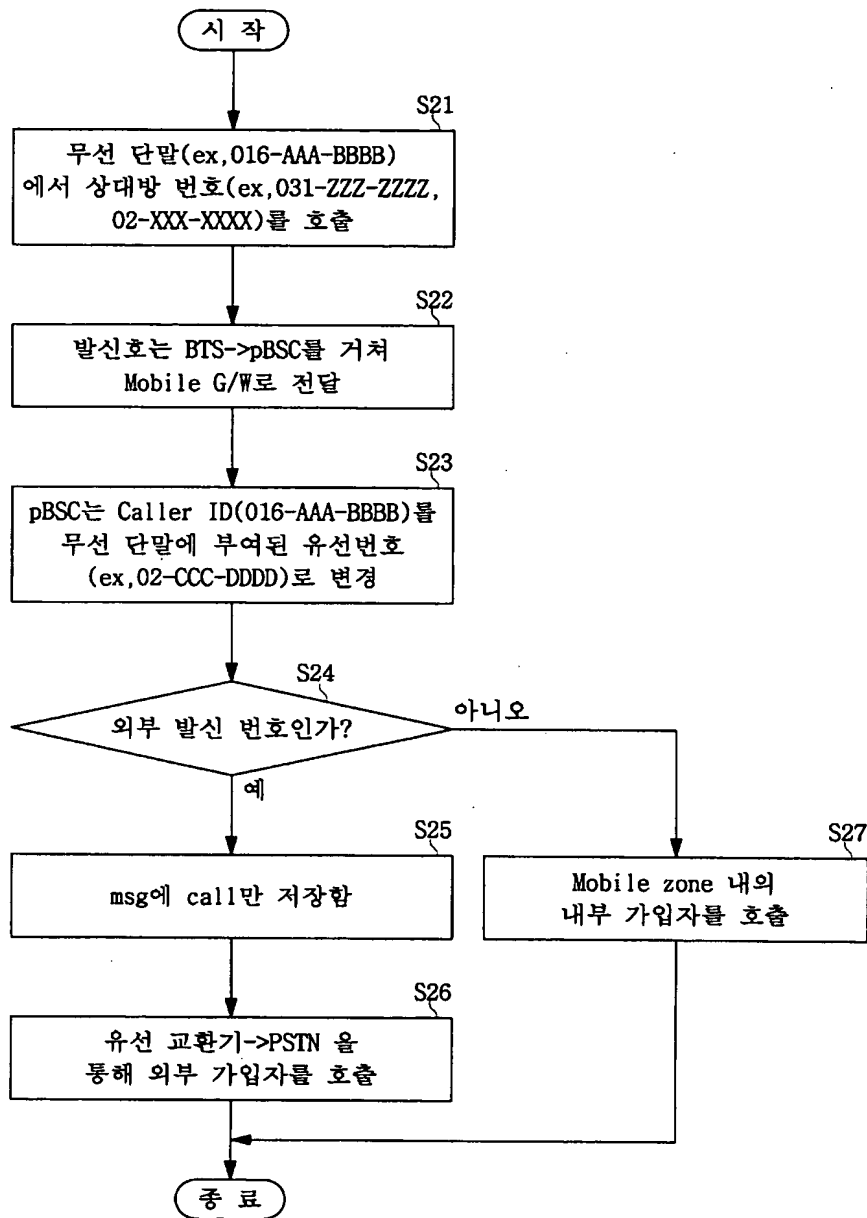 시 작
S21
무선 단말(ex,016-AAA-BBBB)
에서 상대방 번호(ex,031-ZZZ-ZZZZ,
02-XXX-XXXX)를 호출
S22
발신호는 BTS->pBSC를 거쳐
Mobile G/W로 전달
S23
pBSC는 Caller ID(016-AAA-BBBB)를
무선 단말에 부여된 유선번호
(ex,02-CCC-DDDD)로 변경
S24
외부 발신 번호인가?
아니오
예
S25
msg에 call만 저장함
S27
Mobile zone 내의
내부 가입자를 호출
S26
유선 교환기->PSTN 을
통해 외부 가입자를 호출
종 료